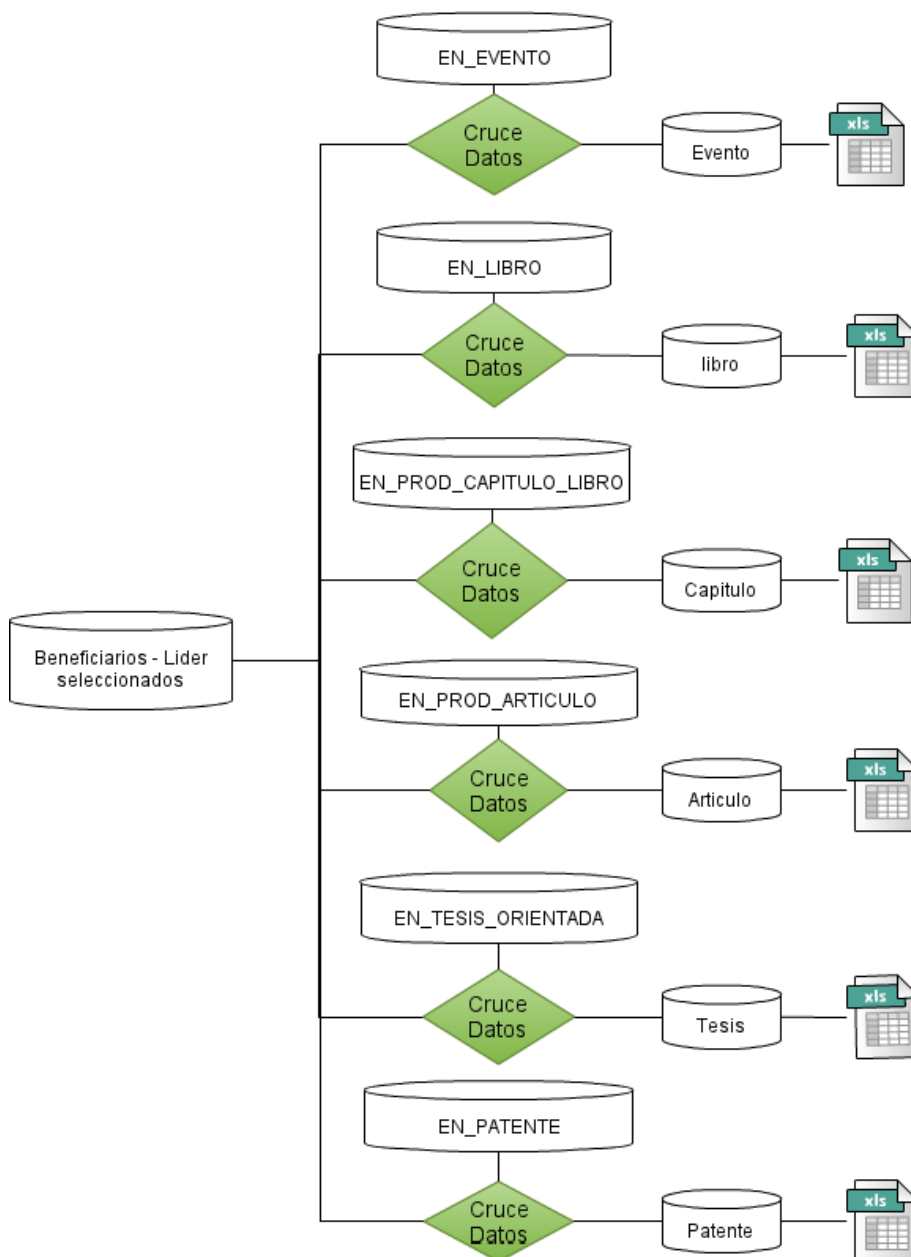 EN_EVENTO
Cruce
Datos
Evento
xls
EN_LIBRO
Cruce
Datos
libro
xls
EN_PROD_CAPITULO_LIBRO
Cruce
Datos
Capitulo
xls
Beneficiarios - Lider
seleccionados
EN_PROD_ARTICULO
Cruce
Datos
Articulo
xls
EN_TESIS_ORIENTADA
Cruce
Datos
Tesis
xls
EN_PATENTE
Cruce
Datos
Patente
xls